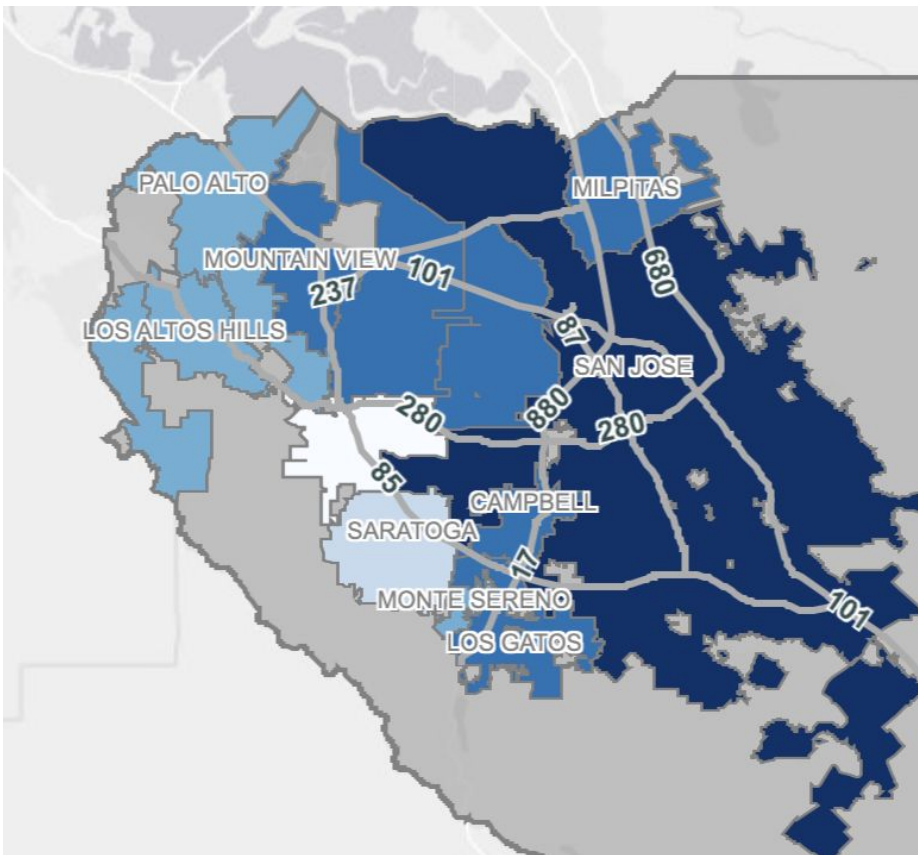 PALO ALTO
MILPITAS
MOUNTAIN VIEW
101
680
237
LOS ALTOS HILLS
87
SAN JOSE
880
280
280
85
CAMPBELL
SARATOGA
17
MONTE SERENO
101
LOS GATOS